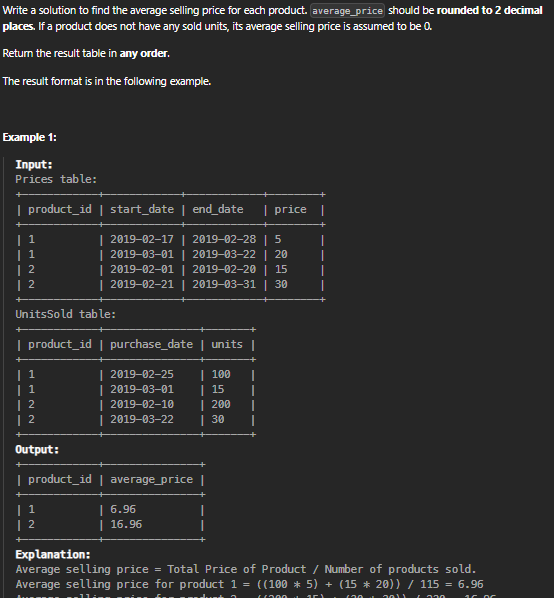 Write a solution to find the average selling price for each product. average_price should be rounded to 2 decimal
places. If a product does not have any sold units, its average selling price is assumed to be 0.
Return the result table in any order.
The result format is in the following example.
Example 1:
Input:
Prices table:
+------------+------------+------------+--------+
| product_id | start_date | end_date   | price  |
+------------+------------+------------+--------+
| 1          | 2019-02-17 | 2019-02-28 | 5      |
| 1          | 2019-03-01 | 2019-03-22 | 20     |
| 2          | 2019-02-01 | 2019-02-20 | 15     |
| 2          | 2019-02-21 | 2019-03-31 | 30     |
+------------+------------+------------+--------+
UnitsSold table:
+------------+---------------+-------+
| product_id | purchase_date | units |
+------------+---------------+-------+
| 1          | 2019-02-25    | 100   |
| 1          | 2019-03-01    | 15    |
| 2          | 2019-02-10    | 200   |
| 2          | 2019-03-22    | 30    |
+------------+---------------+-------+
Output:
+------------+---------------+
| product_id | average_price |
+------------+---------------+
| 1          | 6.96          |
| 2          | 16.96         |
+------------+---------------+
Explanation:
Average selling price = Total Price of Product / Number of products sold.
Average selling price for product 1 = ((100 * 5) + (15 * 20)) / 115 = 6.96